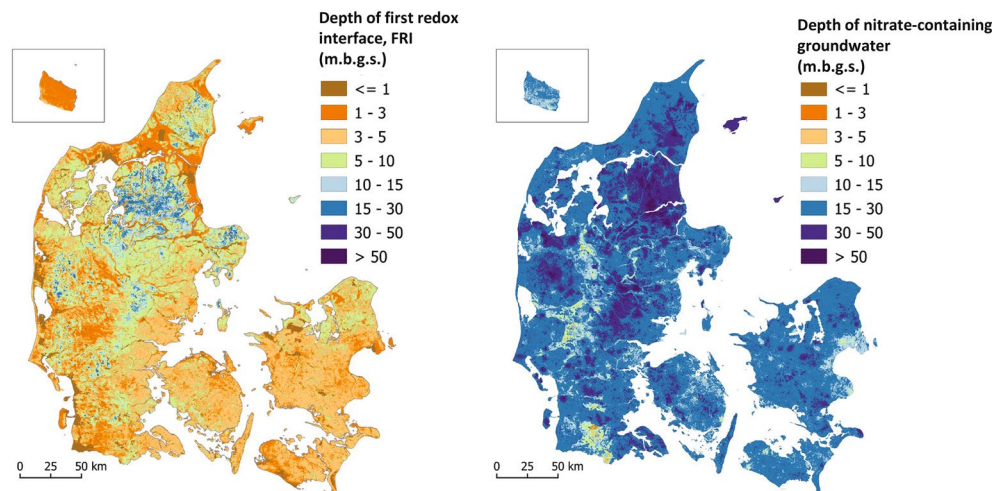 Depth of first redox
interface, FRI
(m.b.g.s.)
<= 1
1 - 3
3 - 5
5 - 10
10 - 15
15 - 30
30 - 50
> 50
0 25 50 km
Depth of nitrate-containing
groundwater
(m.b.g.s.)
<= 1
1 - 3
3 - 5
5 - 10
10 - 15
15 - 30
30 - 50
> 50
0 25 50 km